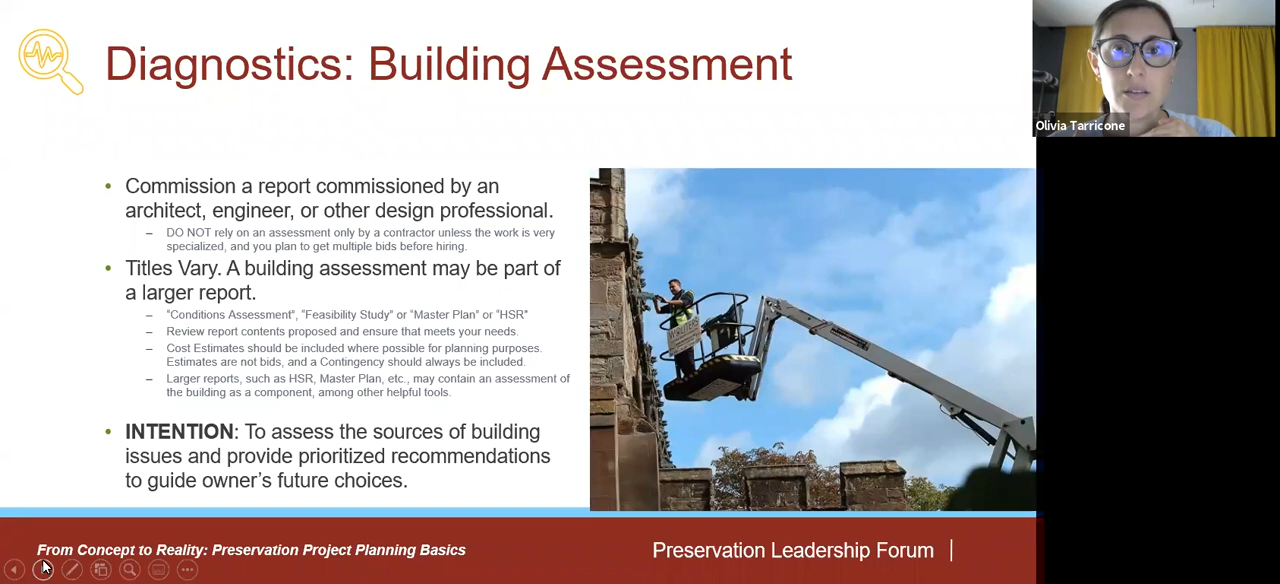 Diagnostics: Building Assessment
Olivia Tarricone
• Commission a report commissioned by an
architect, engineer, or other design professional.
– DO NOT rely on an assessment only by a contractor unless the work is very
specialized, and you plan to get multiple bids before hiring.
• Titles Vary. A building assessment may be part of
a larger report.
– “Conditions Assessment”, “Feasibility Study” or “Master Plan” or “HSR”
– Review report contents proposed and ensure that meets your needs.
– Cost Estimates should be included where possible for planning purposes.
Estimates are not bids, and a Contingency should always be included.
– Larger reports, such as HSR, Master Plan, etc., may contain an assessment of
the building as a component, among other helpful tools.
• INTENTION: To assess the sources of building
issues and provide prioritized recommendations
to guide owner’s future choices.
From Concept to Reality: Preservation Project Planning Basics
Preservation Leadership Forum |